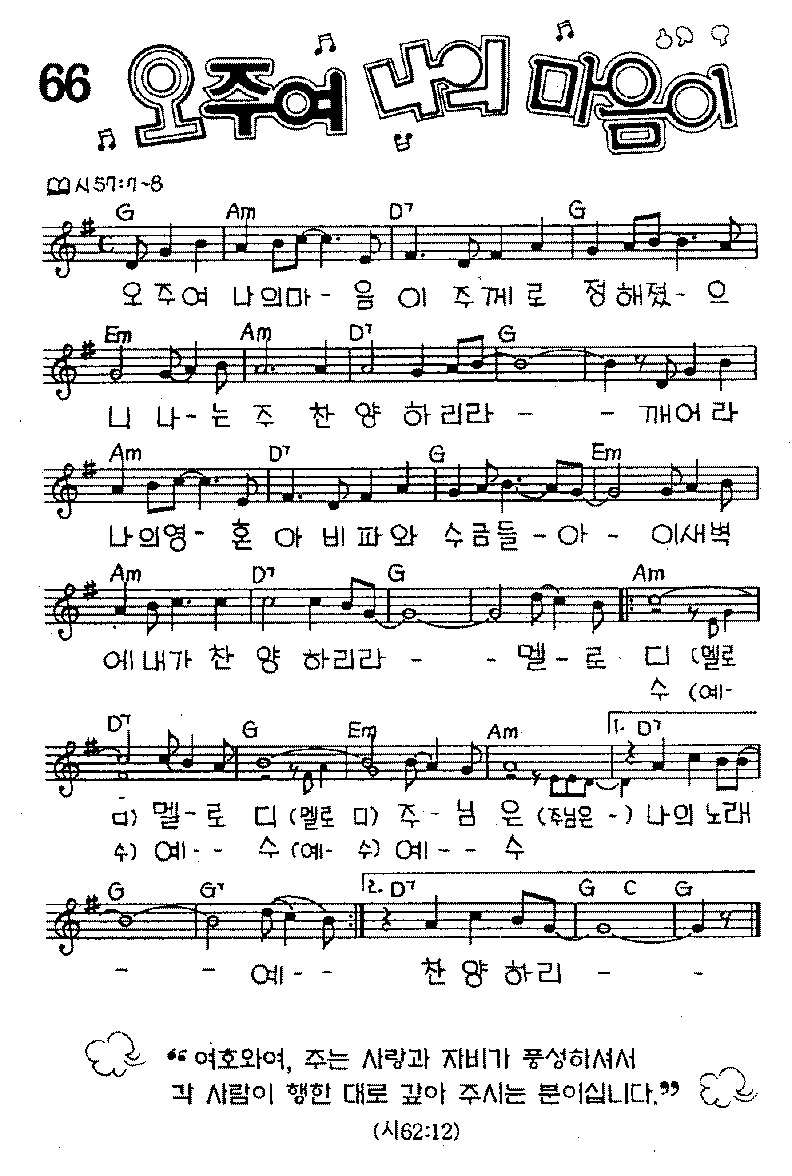 66 오주여 나의 마음이
시57:7~8
G Am D7 G
오 주여 나의마 - 음 이 주께로 정해졌 - 으
Em Am D7 G
니 나 - 는 주 찬 양 하리라 - - 깨어라
Am D7 G Em
나의영 - 혼 아 비 파와 수금들 - 아 - 이새벽
Am D7 G Am
에내가 찬 양 하리라 - - 멜 - 로 디 (멜로
수 (예-
D7 G Em Am 1. D7
디) 멜 - 로 디 (멜로 디) 주 - 님 은 (주님은 - ) 나의 노래
수) 예 - - 수 (예- 수) 예 - - 수
G G7 2. D7 G C G
- - 예 - - 찬 양하리 - -
“여호와여, 주는 사랑과 자비가 풍성하셔서
각 사람이 행한 대로 갚아 주시는 분이십니다.”
(시62:12)